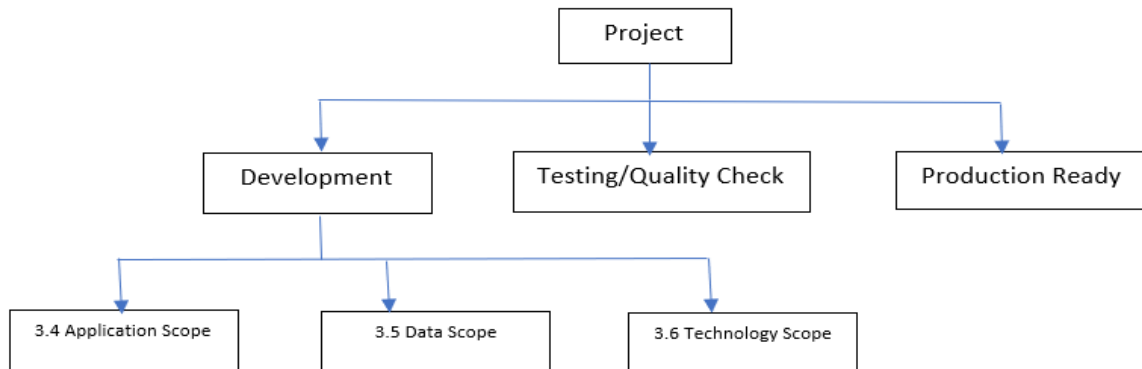 Project
Development
Testing/Quality Check
Production Ready
3.4 Application Scope
3.5 Data Scope
3.6 Technology Scope